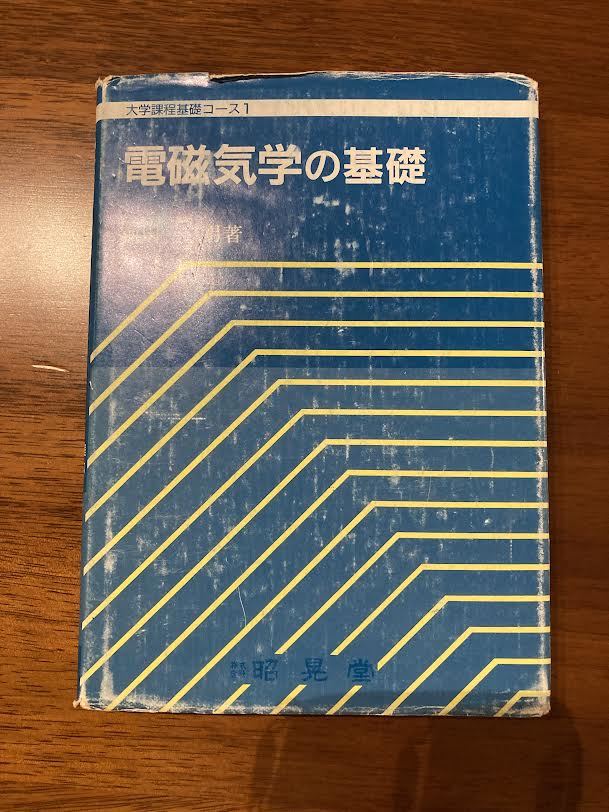 大学課程基礎コース1
電磁気学の基礎
著
株式会社 昭晃堂